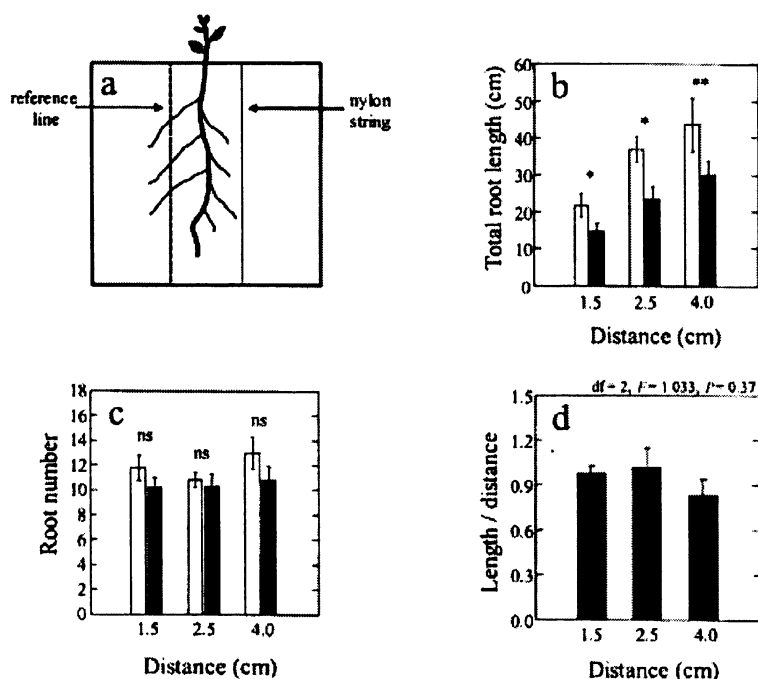 a
reference
line
nylon
string
b
Total root length (cm)
60
50
40
30
20
10
0
*
*
**
1.5 2.5 4.0
Distance (cm)
c
Root number
18
16
14
12
10
8
6
4
2
0
ns
ns
ns
1.5 2.5 4.0
Distance (cm)
df = 2, F = 1 033, P = 0.37
d
Length / distance
1.5
1.2
0.9
0.6
0.3
0.0
1.5 2.5 4.0
Distance (cm)